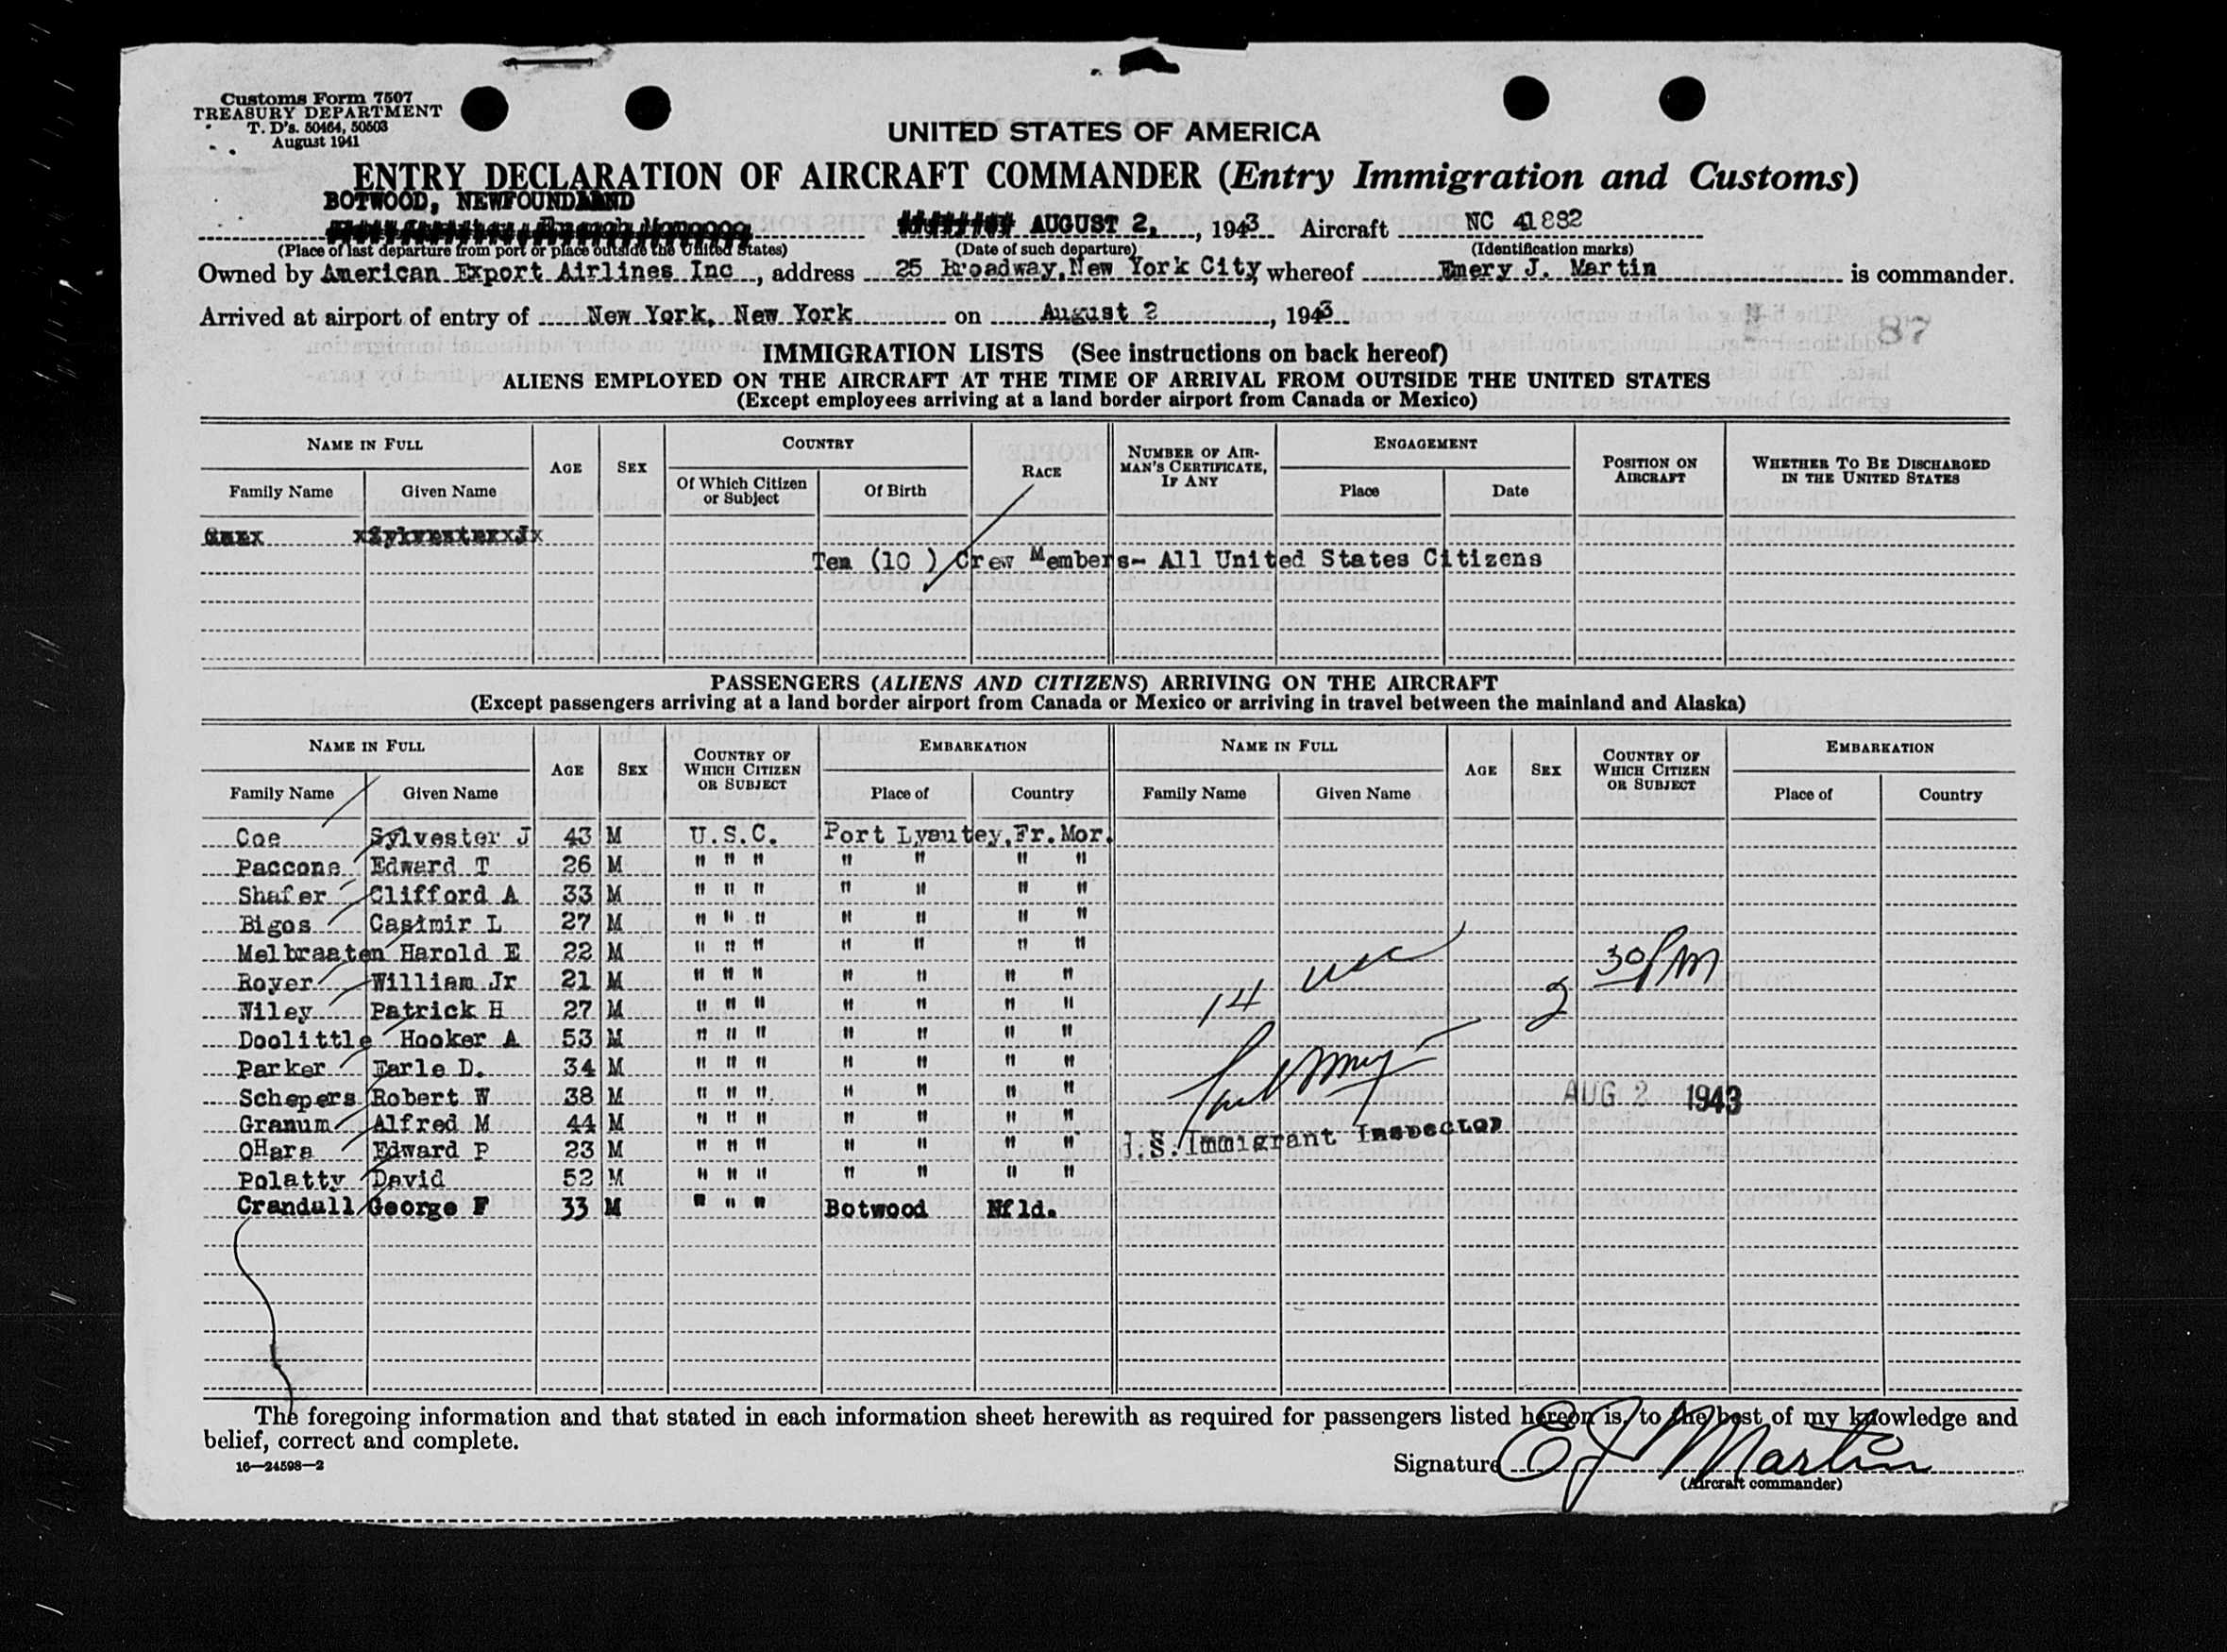 Customs Form 7507
TREASURY DEPARTMENT
T. D's. 50464, 50503
August 1941
UNITED STATES OF AMERICA
ENTRY DECLARATION OF AIRCRAFT COMMANDER (Entry Immigration and Customs)
BOTWOOD, NEWFOUNDLAND
AUGUST 2, , 1943 Aircraft NC 41882
(Place of last departure from port or place outside the United States) (Date of such departure) (Identification marks)
Owned by American Export Airlines Inc , address 25 Broadway, New York City whereof Emery J. Martin is commander.
Arrived at airport of entry of New York, New York on August 2 , 1943
87
IMMIGRATION LISTS (See instructions on back hereof)
ALIENS EMPLOYED ON THE AIRCRAFT AT THE TIME OF ARRIVAL FROM OUTSIDE THE UNITED STATES
(Except employees arriving at a land border airport from Canada or Mexico)
NAME IN FULL AGE SEX COUNTRY RACE NUMBER OF AIRMAN'S CERTIFICATE, IF ANY ENGAGEMENT POSITION ON AIRCRAFT WHETHER TO BE DISCHARGED IN THE UNITED STATES
Family Name Given Name Of Which Citizen or Subject Of Birth Place Date
Ten (10 ) Crew Members- All United States Citizens
PASSENGERS (ALIENS AND CITIZENS) ARRIVING ON THE AIRCRAFT
(Except passengers arriving at a land border airport from Canada or Mexico or arriving in travel between the mainland and Alaska)
NAME IN FULL AGE SEX COUNTRY OF WHICH CITIZEN OR SUBJECT EMBARKATION NAME IN FULL AGE SEX COUNTRY OF WHICH CITIZEN OR SUBJECT EMBARKATION
Family Name Given Name Place of Country Family Name Given Name Place of Country
Coe Sylvester J 43 M U.S.C. Port Lyautey, Fr. Mor.
Paccone Edward T 26 M " " " " " " "
Shafer Clifford A 33 M " " " " " " "
Bigos Casimir L 27 M " " " " " " "
Melbraaten Harold E 22 M " " " " " " "
Royer William Jr 21 M " " " " " " "
Wiley Patrick H 27 M " " " " " " "
Doolittle Hooker A 53 M " " " " " " "
Parker Earle D. 34 M " " " " " " "
Schepers Robert W 38 M " " " " " " "
Granum Alfred M 44 M " " " " " " "
OHara Edward P 23 M " " " " " " "
Polatty David 52 M " " " " " " "
Crandall George F 33 M " " " Botwood Nfld.
14 usc
2 30 PM
AUG 2 1943
U.S. Immigrant Inspector
The foregoing information and that stated in each information sheet herewith as required for passengers listed hereon is, to the best of my knowledge and
belief, correct and complete.
16—24598—2
Signature E J Martin
(Aircraft commander)